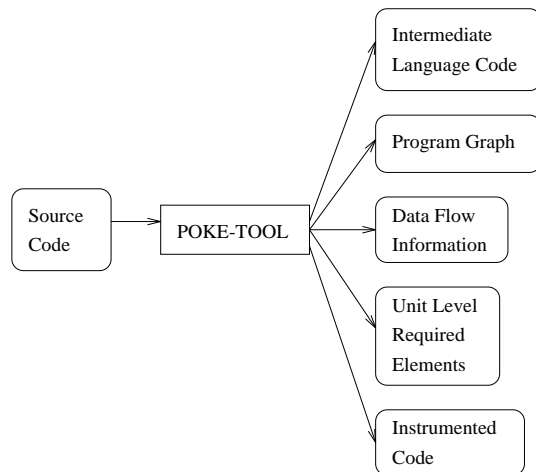 Source
Code
POKE-TOOL
Intermediate
Language Code
Program Graph
Data Flow
Information
Unit Level
Required
Elements
Instrumented
Code